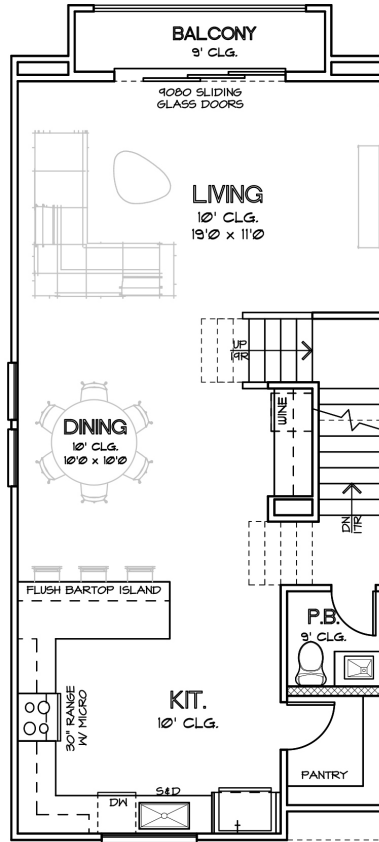 BALCONY
9' CLG.
9080 SLIDING
GLASS DOORS
LIVING
10' CLG.
19'0 x 11'0
UP
19R
WINE
DINING
10' CLG.
10'0 x 10'0
DN
17R
FLUSH BARTOP ISLAND
P.B.
9' CLG.
KIT.
10' CLG.
30" RANGE
W/ MICRO
PANTRY
S&D
DW